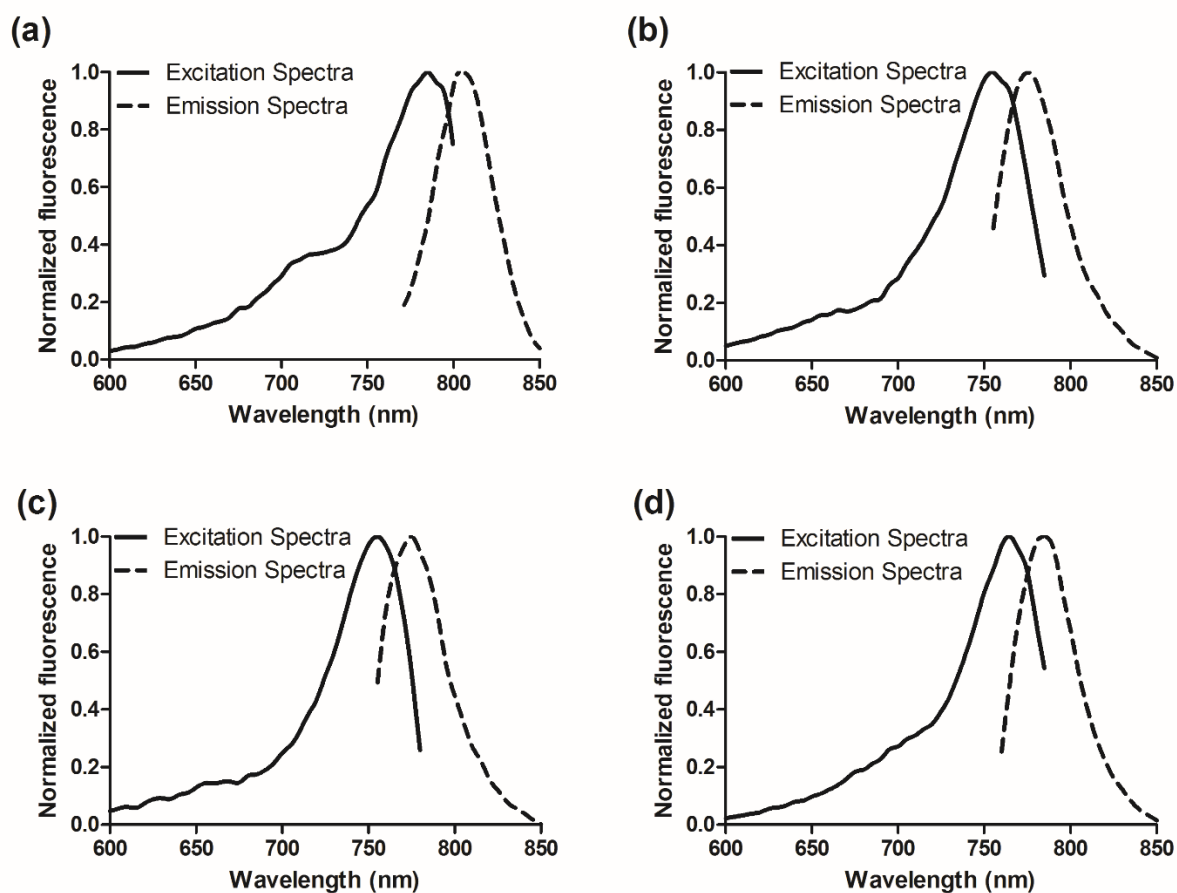 (a)
Excitation Spectra
Emission Spectra
Normalized fluorescence
1.0
0.8
0.6
0.4
0.2
0.0
600 650 700 750 800 850
Wavelength (nm)
(b)
Excitation Spectra
Emission Spectra
Normalized fluorescence
1.0
0.8
0.6
0.4
0.2
0.0
600 650 700 750 800 850
Wavelength (nm)
(c)
Excitation Spectra
Emission Spectra
Normalized fluorescence
1.0
0.8
0.6
0.4
0.2
0.0
600 650 700 750 800 850
Wavelength (nm)
(d)
Excitation Spectra
Emission Spectra
Normalized fluorescence
1.0
0.8
0.6
0.4
0.2
0.0
600 650 700 750 800 850
Wavelength (nm)